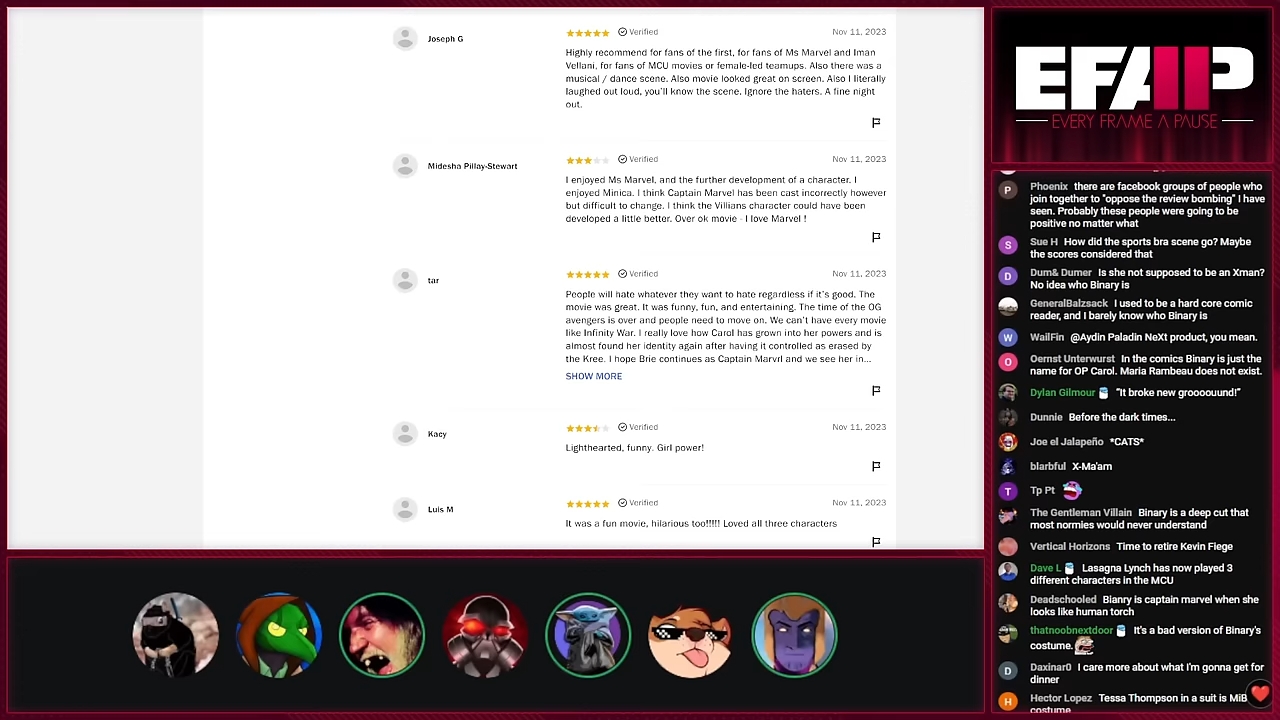 Joseph G
Verified
Nov 11, 2023
Highly recommend for fans of the first, for fans of Ms Marvel and Iman
Vellani, for fans of MCU movies or female-led teamups. Also there was a
musical / dance scene. Also movie looked great on screen. Also I literally
laughed out loud, you'll know the scene. Ignore the haters. A fine night
out.
Midesha Pillay-Stewart
Verified
Nov 11, 2023
I enjoyed Ms Marvel, and the further development of a character. I
enjoyed Minica. I think Captain Marvel has been cast incorrectly however
but difficult to change. I think the Villians character could have been
developed a little better. Over ok movie - I love Marvel !
tar
Verified
Nov 11, 2023
People will hate whatever they want to hate regardless if it's good. The
movie was great. It was funny, fun, and entertaining. The time of the OG
avengers is over and people need to move on. We can't have every movie
like Infinity War. I really love how Carol has grown into her powers and is
almost found her identity again after having it controlled as erased by
the Kree. I hope Brie continues as Captain Marvrl and we see her in...
SHOW MORE
Kacy
Verified
Nov 11, 2023
Lighthearted, funny. Girl power!
Luis M
Verified
Nov 11, 2023
It was a fun movie, hilarious too!!!!! Loved all three characters
EFAP
EVERY FRAME A PAUSE
P
Phoenix there are facebook groups of people who
join together to "oppose the review bombing" I have
seen. Probably these people were going to be
positive no matter what
S
Sue H How did the sports bra scene go? Maybe
the scores considered that
D
Dum& Dumer Is she not supposed to be an Xman?
No idea who Binary is
GeneralBalzsack I used to be a hard core comic
reader, and I barely know who Binary is
W
WailFin @Aydin Paladin NeXt product, you mean.
O
Oernst Unterwurst In the comics Binary is just the
name for OP Carol. Maria Rambeau does not exist.
Dylan Gilmour "It broke new groooound!"
Dunnie Before the dark times...
Joe el Jalapeño *CATS*
blarbful X-Ma'am
T
Tp Pt
The Gentleman Villain Binary is a deep cut that
most normies would never understand
Vertical Horizons Time to retire Kevin Fiege
Dave L Lasagna Lynch has now played 3
different characters in the MCU
Deadschooled Bianry is captain marvel when she
looks like human torch
thatnoobnextdoor It's a bad version of Binary's
costume.
D
Daxinar0 I care more about what I'm gonna get for
dinner
H
Hector Lopez Tessa Thompson in a suit is MiB
costume